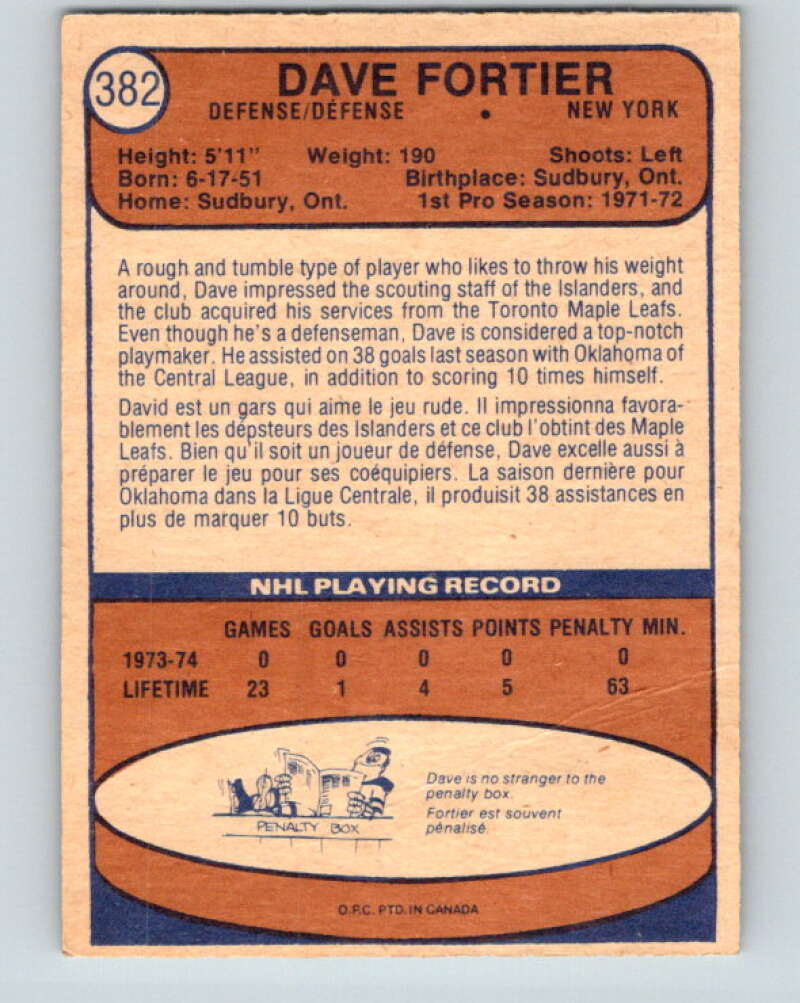 382
DAVE FORTIER
DEFENSE/DÉFENSE • NEW YORK
Height: 5'11" Weight: 190 Shoots: Left
Born: 6-17-51 Birthplace: Sudbury, Ont.
Home: Sudbury, Ont. 1st Pro Season: 1971-72
A rough and tumble type of player who likes to throw his weight
around, Dave impressed the scouting staff of the Islanders, and
the club acquired his services from the Toronto Maple Leafs.
Even though he's a defenseman, Dave is considered a top-notch
playmaker. He assisted on 38 goals last season with Oklahoma of
the Central League, in addition to scoring 10 times himself.
David est un gars qui aime le jeu rude. Il impressionna favora-
blement les dépsteurs des Islanders et ce club l'obtint des Maple
Leafs. Bien qu'il soit un joueur de défense, Dave excelle aussi à
préparer le jeu pour ses coéquipiers. La saison dernière pour
Oklahoma dans la Ligue Centrale, il produisit 38 assistances en
plus de marquer 10 buts.
NHL PLAYING RECORD
GAMES GOALS ASSISTS POINTS PENALTY MIN.
1973-74 0 0 0 0 0
LIFETIME 23 1 4 5 63
Dave is no stranger to the
penalty box.
Fortier est souvent
pénalisé.
PENALTY BOX
O.P.C. PTD. IN CANADA